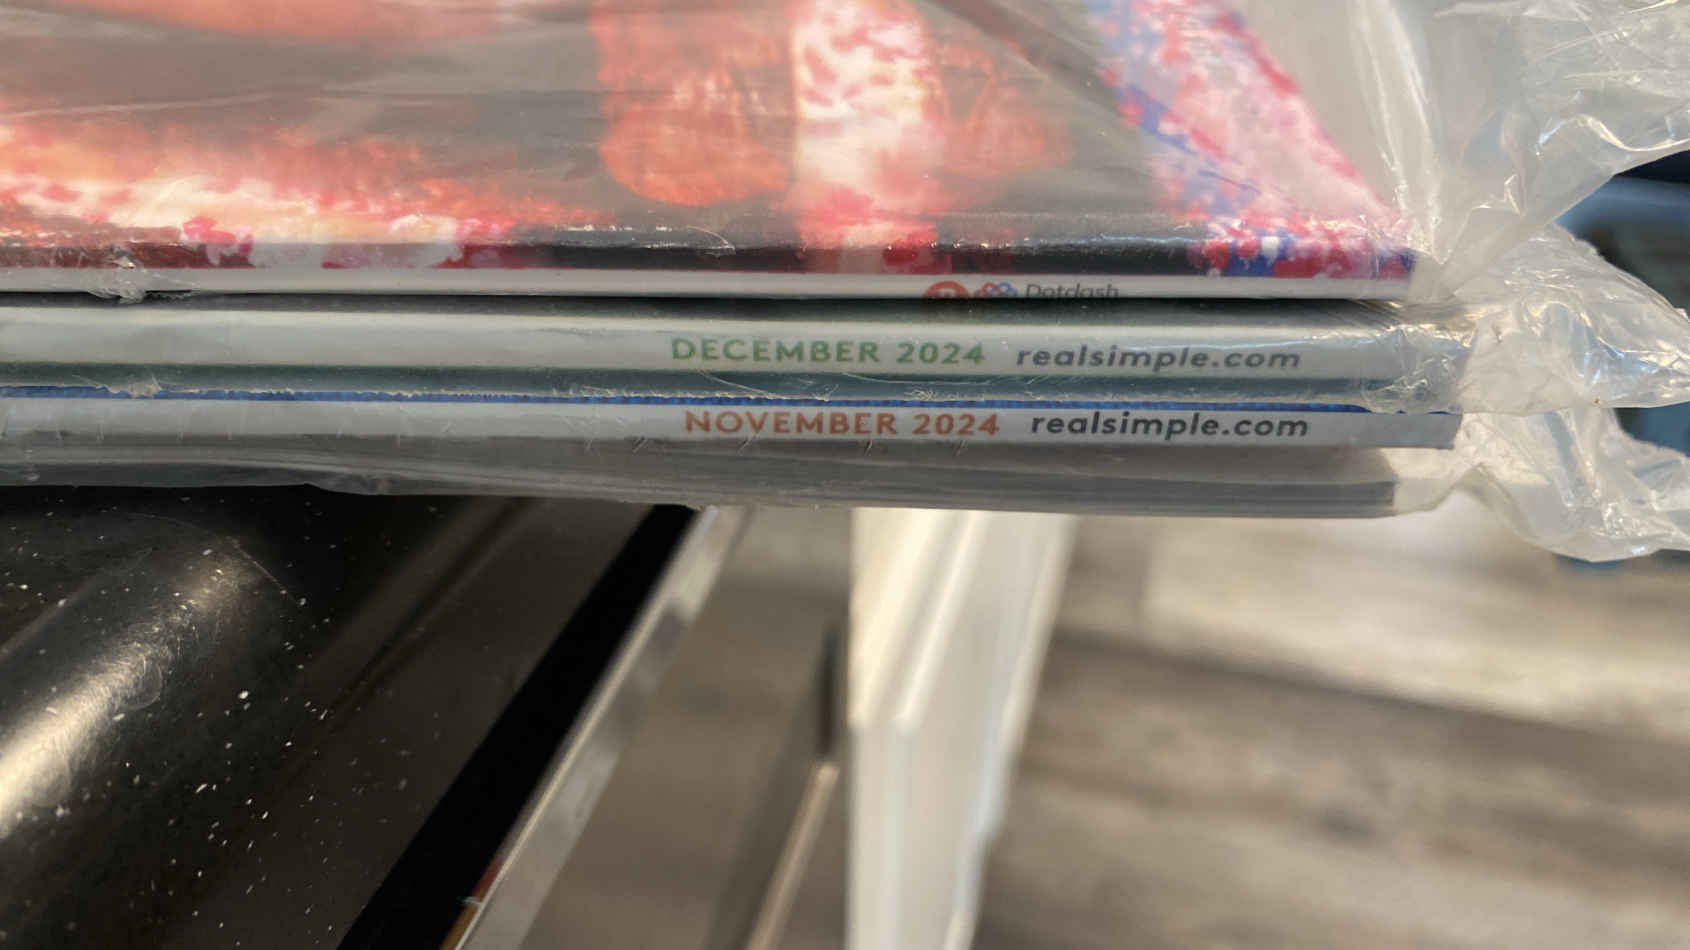 Dotdash
DECEMBER 2024 realsimple.com
NOVEMBER 2024 realsimple.com